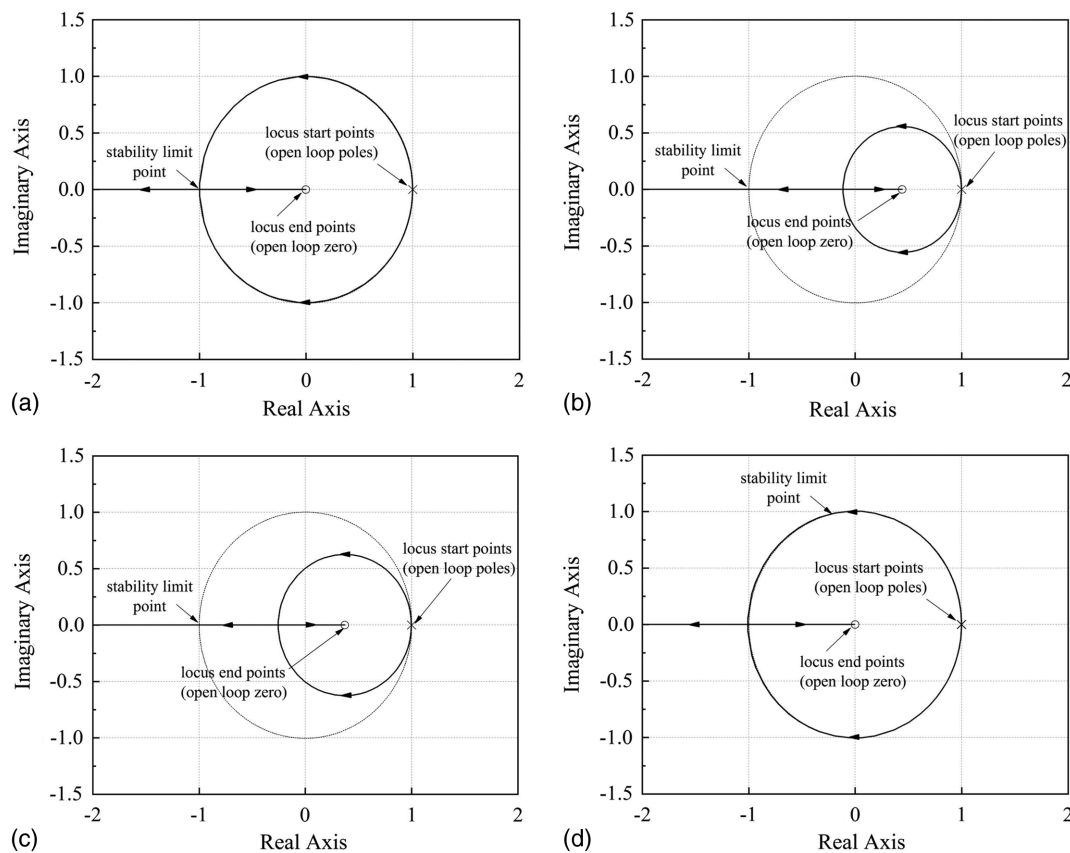 1.5
1.0
0.5
0.0
-0.5
-1.0
-1.5
-2
-1
0
1
2
Imaginary Axis
Real Axis
locus start points
(open loop poles)
stability limit
point
locus end points
(open loop zero)
(a)
1.5
1.0
0.5
0.0
-0.5
-1.0
-1.5
-2
-1
0
1
2
Imaginary Axis
Real Axis
locus start points
(open loop poles)
stability limit
point
locus end points
(open loop zero)
(b)
1.5
1.0
0.5
0.0
-0.5
-1.0
-1.5
-2
-1
0
1
2
Imaginary Axis
Real Axis
locus start points
(open loop poles)
stability limit
point
locus end points
(open loop zero)
(c)
1.5
1.0
0.5
0.0
-0.5
-1.0
-1.5
-2
-1
0
1
2
Imaginary Axis
Real Axis
stability limit
point
locus start points
(open loop poles)
locus end points
(open loop zero)
(d)